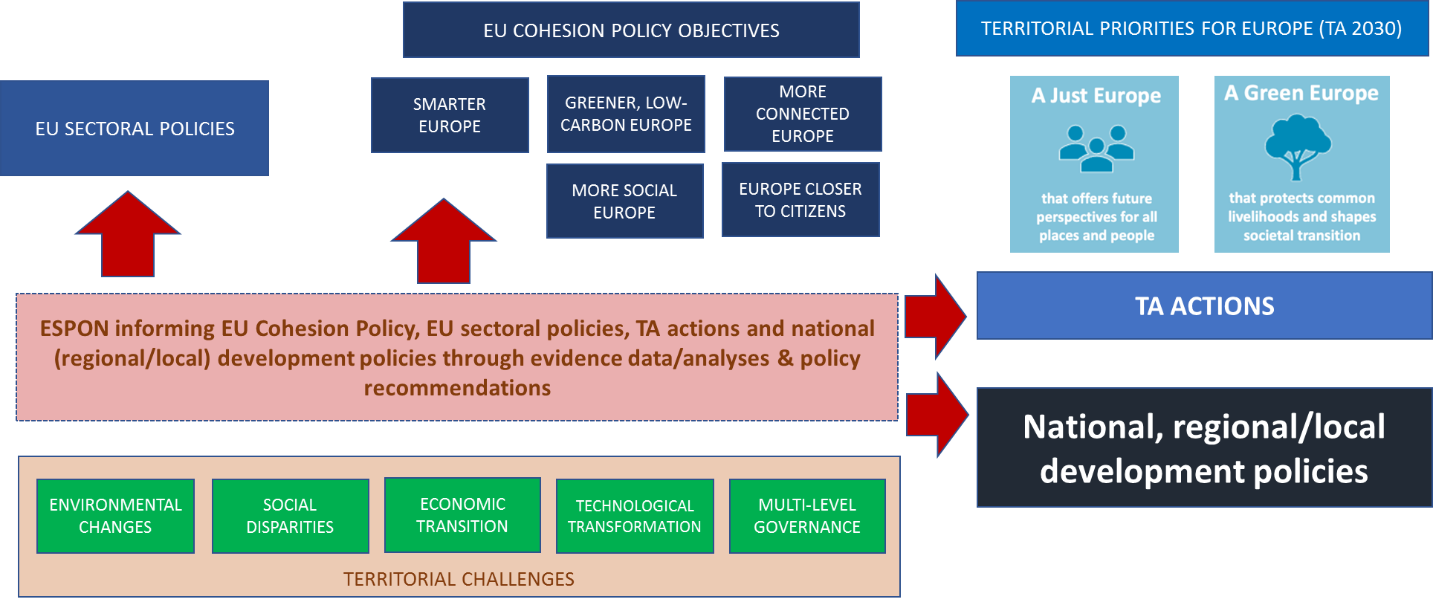 EU COHESION POLICY OBJECTIVES
TERRITORIAL PRIORITIES FOR EUROPE (TA 2030)
EU SECTORAL POLICIES
SMARTER
EUROPE
GREENER, LOW-
CARBON EUROPE
MORE
CONNECTED
EUROPE
MORE SOCIAL
EUROPE
EUROPE CLOSER
TO CITIZENS
A Just Europe
that offers future
perspectives for all
places and people
A Green Europe
that protects common
livelihoods and shapes
societal transition
ESPON informing EU Cohesion Policy, EU sectoral policies, TA actions and national
(regional/local) development policies through evidence data/analyses & policy
recommendations
TA ACTIONS
National, regional/local
development policies
ENVIRONMENTAL
CHANGES
SOCIAL
DISPARITIES
ECONOMIC
TRANSITION
TECHNOLOGICAL
TRANSFORMATION
MULTI-LEVEL
GOVERNANCE
TERRITORIAL CHALLENGES